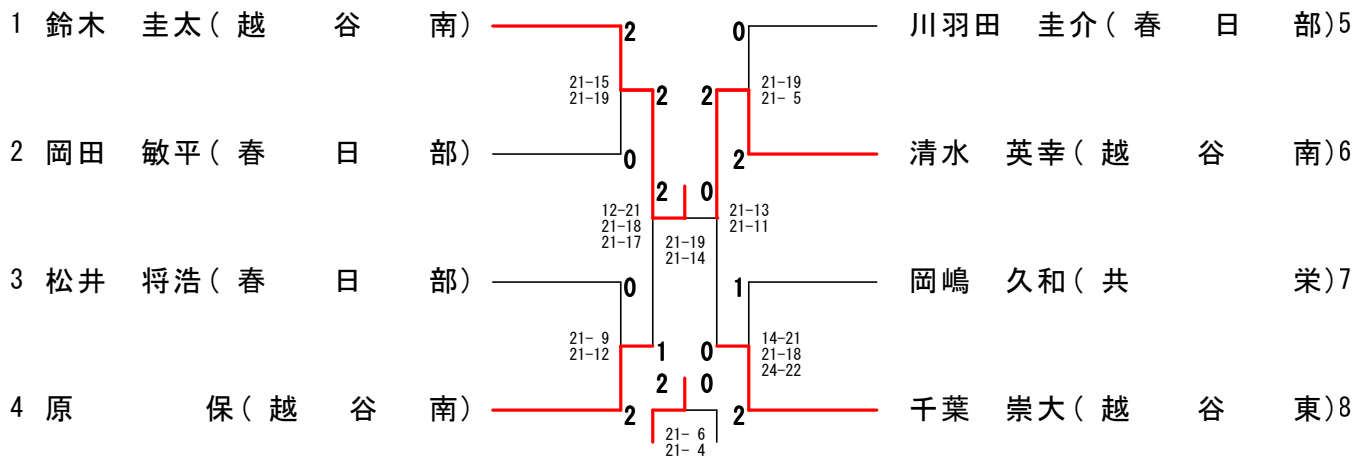 1 鈴木 圭太(越谷南) 2 0 川羽田 圭介(春日部)5
21-15 2 2 21-19
21-19 21- 5
2 岡田 敏平(春日部) 0 2 清水 英幸(越谷南)6
2 0
12-21 21-13
21-18 21-11
21-17 21-19
21-14
3 松井 将浩(春日部) 0 1 岡嶋 久和(共栄)7
21- 9 14-21
21-12 1 0 21-18
24-22
2 0
4 原 保(越谷南) 2 2 千葉 崇大(越谷東)8
21- 6
21- 4